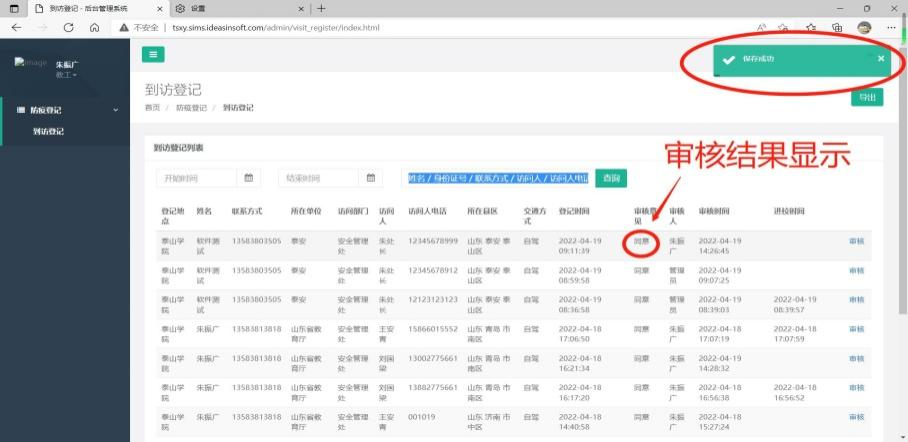 到访登记 - 后台管理系统
设置
不安全
tsxy.sims.ideasinsoft.com/admin/visit_register/index.html
Image
朱振广
教工
防疫登记
到访登记
保存成功
到访登记
首页 / 防疫登记 / 到访登记
导出
到访登记列表
审核结果显示
开始时间
结束时间
姓名 / 身份证号 / 联系方式 / 访问人 / 访问人电话
查询
登记地点 姓名 联系方式 所在单位 访问部门 访问人 访问人电话 所在县区 交通方式 登记时间 审核意见 审核人 审核时间 进校时间
泰山学院 软件测试 13583803505 泰安 安全管理处 朱处长 12345678999 山东 泰安 泰山区 自驾 2022-04-19 09:11:39 同意 朱振广 2022-04-19 14:26:45 审核
泰山学院 软件测试 13583803505 泰安 安全管理处 朱处长 12345678912 山东 泰安 泰山区 自驾 2022-04-19 08:59:58 同意 管理员 2022-04-19 09:07:25 审核
泰山学院 软件测试 13583803505 泰安 安全管理处 朱处长 12123123123 山东 泰安 泰山区 自驾 2022-04-19 08:36:58 同意 管理员 2022-04-19 08:39:03 2022-04-19 08:39:57 审核
泰山学院 朱振广 13583813818 山东省教育厅 安全管理处 王安青 15866015552 山东 青岛 市南区 自驾 2022-04-18 17:06:50 同意 朱振广 2022-04-18 17:07:19 2022-04-18 17:07:59 审核
泰山学院 朱振广 13583813818 山东省教育厅 安全管理处 刘国梁 13002775661 山东 青岛 市南区 自驾 2022-04-18 16:21:34 同意 朱振广 2022-04-19 14:28:32 审核
泰山学院 朱振广 13583813818 山东省教育厅 安全管理处 刘国梁 13882775661 山东 青岛 市南区 自驾 2022-04-18 16:17:20 同意 朱振广 2022-04-18 16:56:38 2022-04-18 16:56:52 审核
泰山学院 朱振广 13583813818 山东省教育厅 安全管理处 王安青 001019 山东 济南 市中区 自驾 2022-04-18 14:40:58 同意 朱振广 2022-04-18 15:27:24 审核